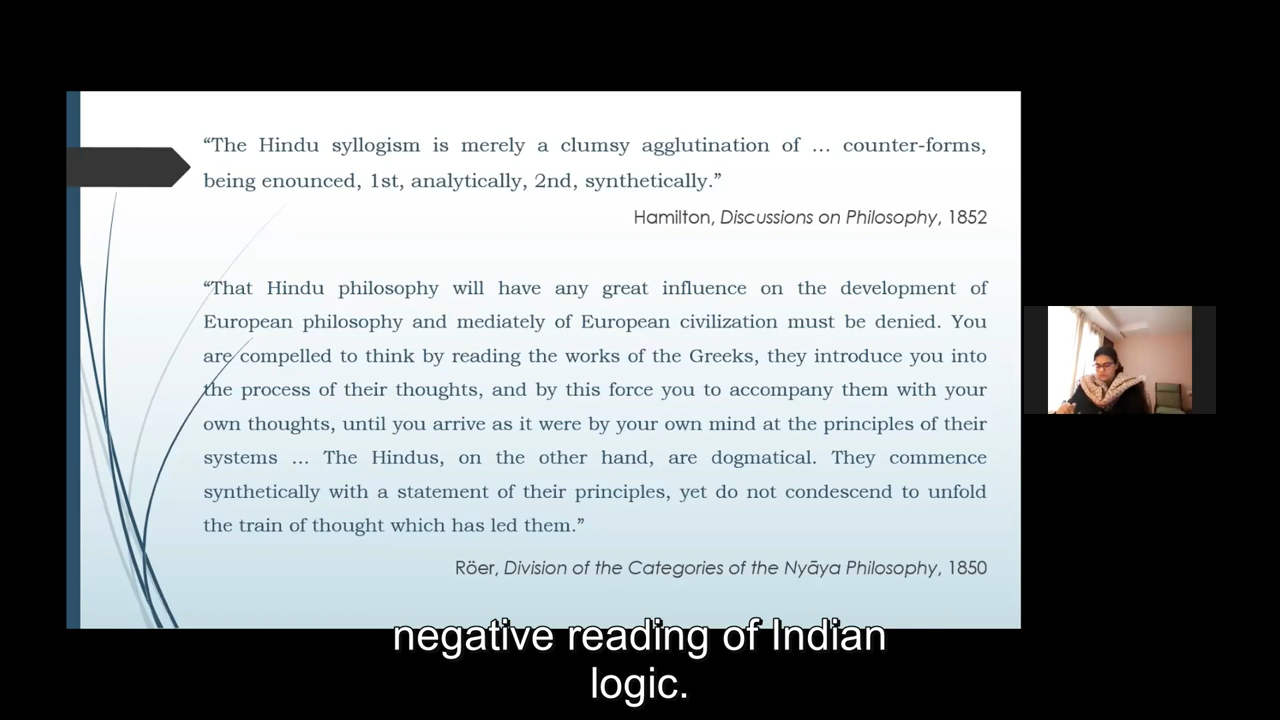 “The Hindu syllogism is merely a clumsy agglutination of … counter-forms,
being enounced, 1st, analytically, 2nd, synthetically.”
Hamilton, Discussions on Philosophy, 1852
“That Hindu philosophy will have any great influence on the development of
European philosophy and mediately of European civilization must be denied. You
are compelled to think by reading the works of the Greeks, they introduce you into
the process of their thoughts, and by this force you to accompany them with your
own thoughts, until you arrive as it were by your own mind at the principles of their
systems … The Hindus, on the other hand, are dogmatical. They commence
synthetically with a statement of their principles, yet do not condescend to unfold
the train of thought which has led them.”
Röer, Division of the Categories of the Nyāya Philosophy, 1850
negative reading of Indian
logic.